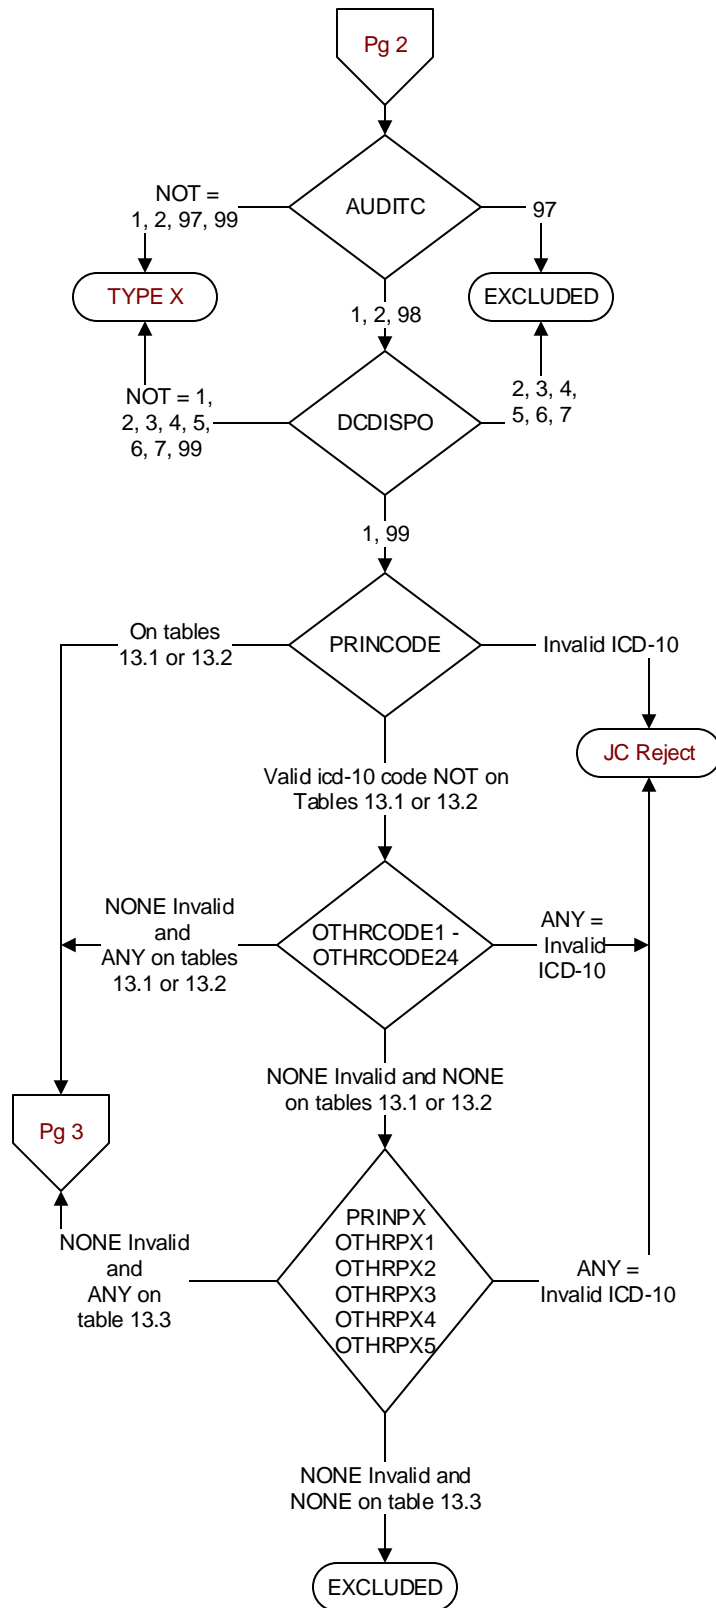 Pg 2
AUDITC
NOT =
1, 2, 97, 99
97
TYPE X
EXCLUDED
1, 2, 98
NOT = 1,
2, 3, 4, 5,
6, 7, 99
DCDISPO
2, 3, 4,
5, 6, 7
1, 99
On tables
13.1 or 13.2
PRINCODE
Invalid ICD-10
JC Reject
Valid icd-10 code NOT on
Tables 13.1 or 13.2
NONE Invalid
and
ANY on tables
13.1 or 13.2
OTHRCODE1 -
OTHRCODE24
ANY =
Invalid
ICD-10
NONE Invalid and NONE
on tables 13.1 or 13.2
Pg 3
NONE Invalid
and
ANY on
table 13.3
PRINPX
OTHRPX1
OTHRPX2
OTHRPX3
OTHRPX4
OTHRPX5
ANY =
Invalid ICD-10
NONE Invalid and
NONE on table 13.3
EXCLUDED